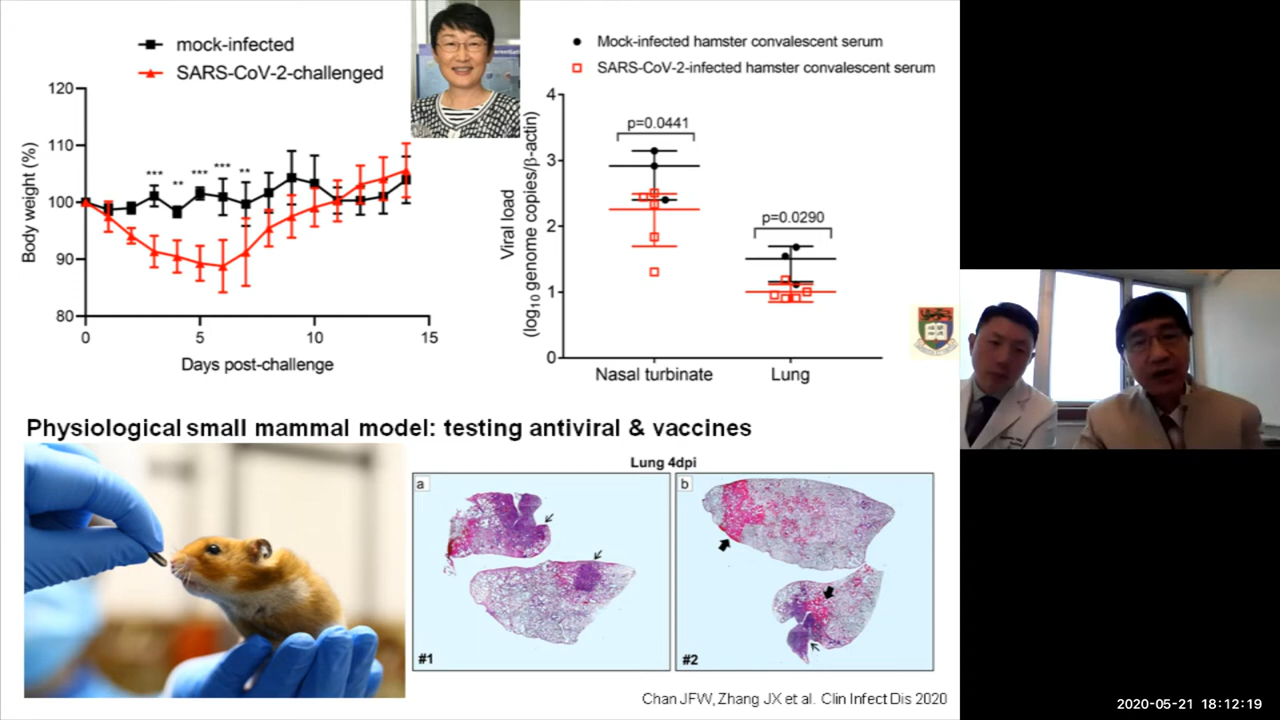 mock-infected
SARS-CoV-2-challenged
120
110
100
90
80
Body weight (%)
***
**
***
***
**
0
5
10
15
Days post-challenge
Mock-infected hamster convalescent serum
SARS-CoV-2-infected hamster convalescent serum
4
3
2
1
0
Viral load
(log10 genome copies/β-actin)
p=0.0441
p=0.0290
Nasal turbinate
Lung
Physiological small mammal model: testing antiviral & vaccines
Lung 4dpi
a
b
#1
#2
Chan JFW, Zhang JX et al. Clin Infect Dis 2020
2020-05-21 18:12:19